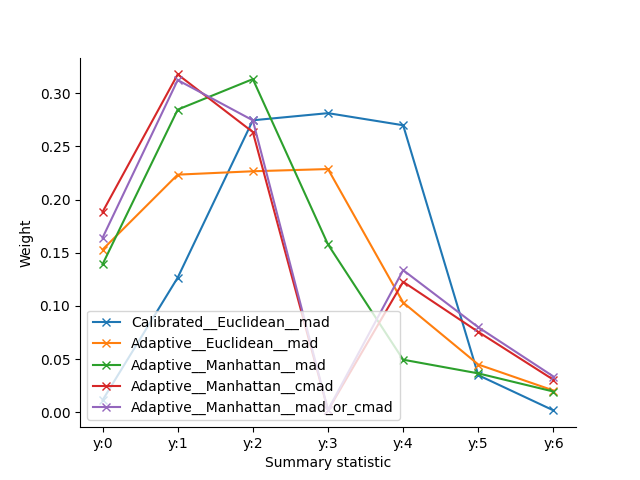 0.30
0.25
0.20
0.15
0.10
0.05
0.00
Weight
Calibrated__Euclidean__mad
Adaptive__Euclidean__mad
Adaptive__Manhattan__mad
Adaptive__Manhattan__cmad
Adaptive__Manhattan__mad_or_cmad
y:0 y:1 y:2 y:3 y:4 y:5 y:6
Summary statistic